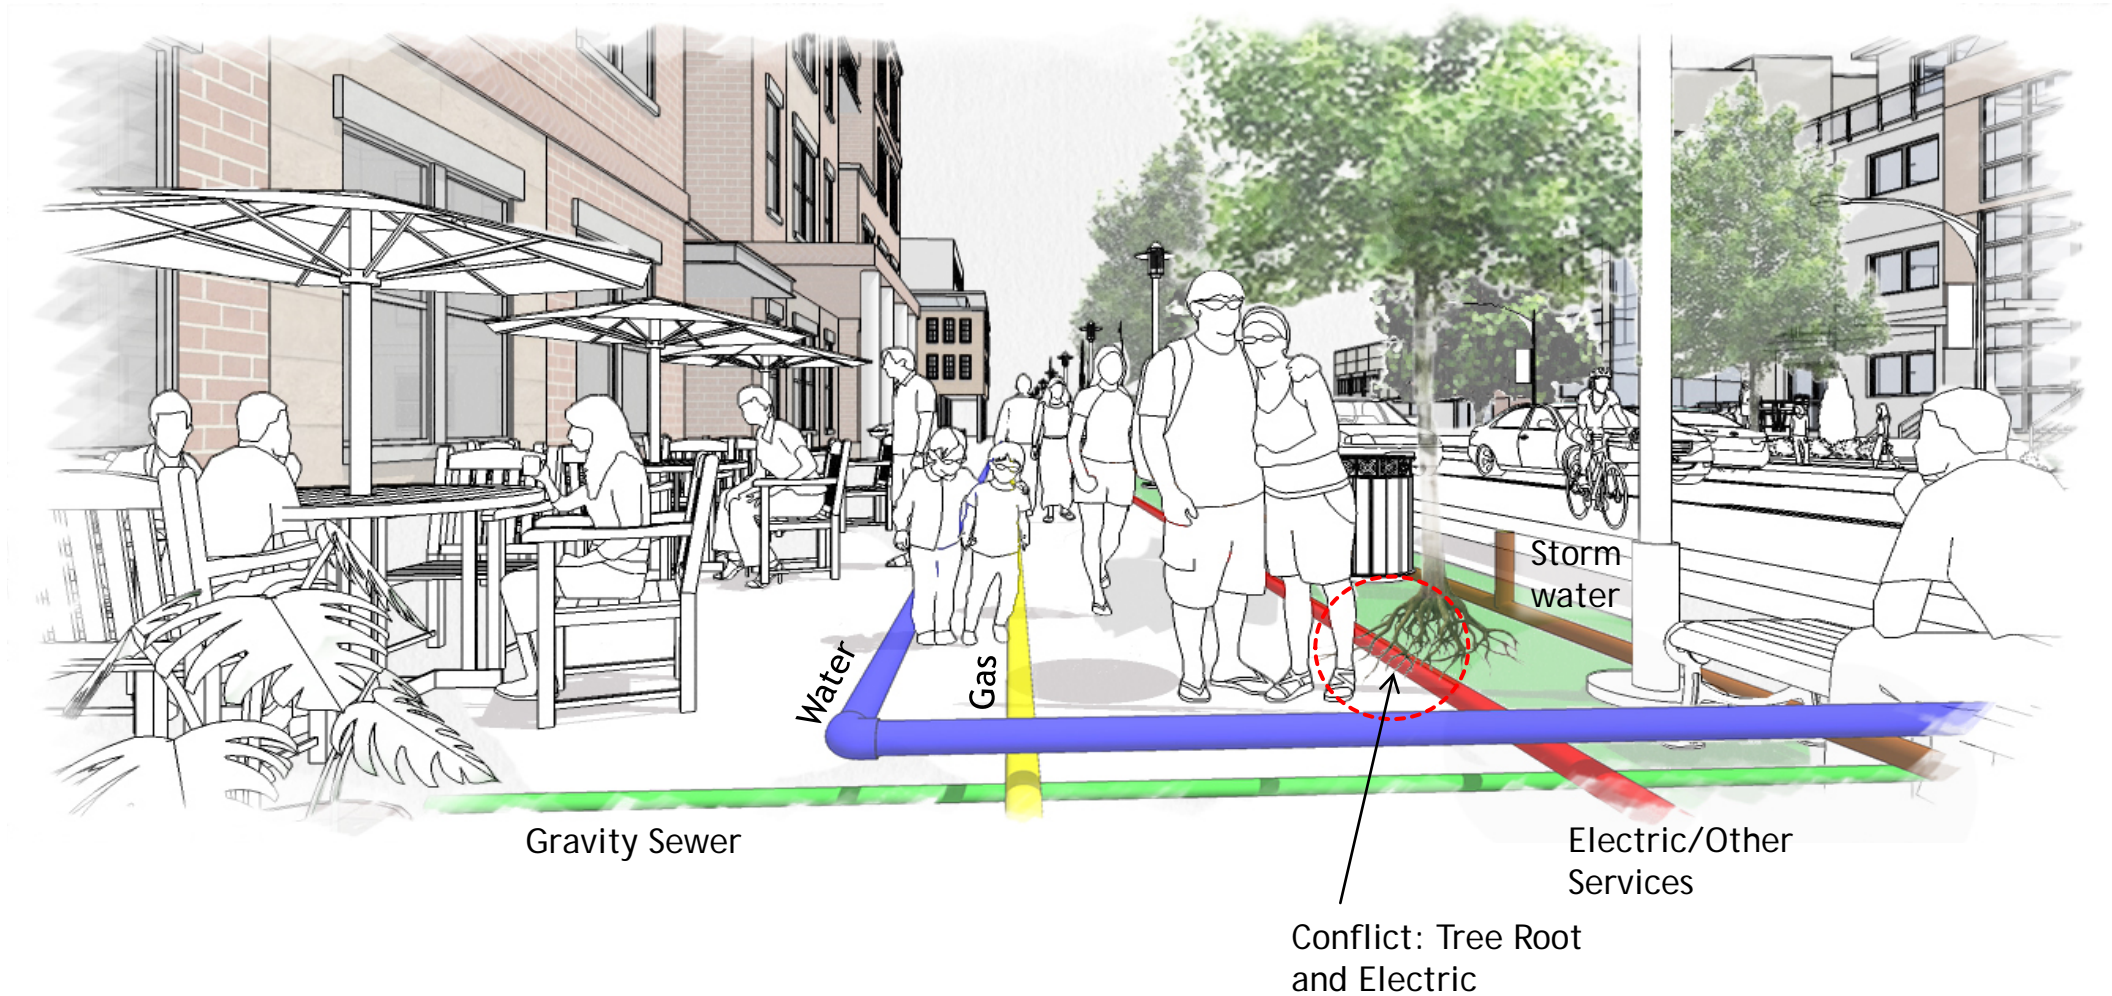 Storm
water
Water
Gas
Gravity Sewer
Electric/Other
Services
Conflict: Tree Root
and Electric